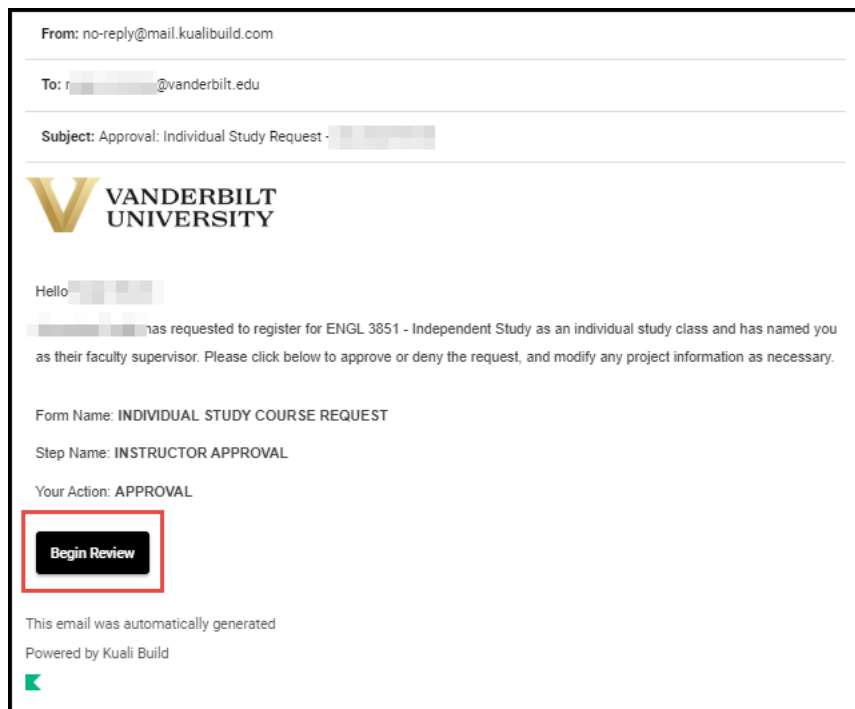 From: no-reply@mail.kualibuild.com
To: r @vanderbilt.edu
Subject: Approval: Individual Study Request -
VANDERBILT
UNIVERSITY
Hello
has requested to register for ENGL 3851 - Independent Study as an individual study class and has named you
as their faculty supervisor. Please click below to approve or deny the request, and modify any project information as necessary.
Form Name: INDIVIDUAL STUDY COURSE REQUEST
Step Name: INSTRUCTOR APPROVAL
Your Action: APPROVAL
Begin Review
This email was automatically generated
Powered by Kuali Build